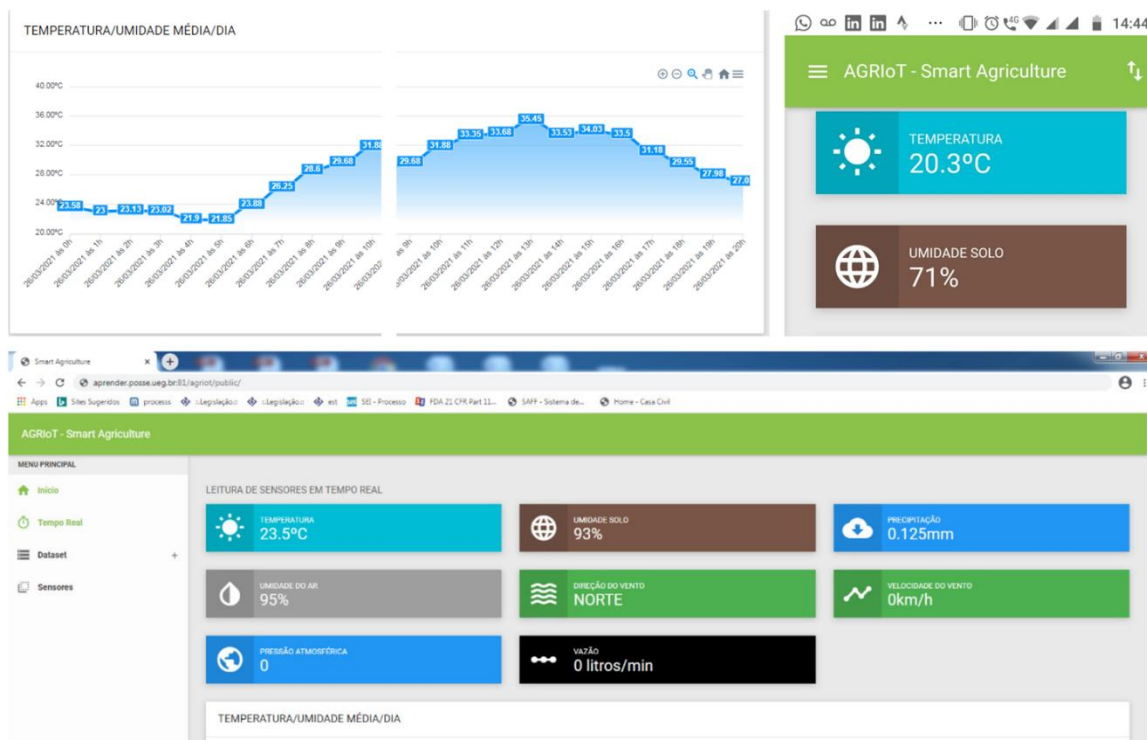 TEMPERATURA/UMIDADE MÉDIA/DIA
40.00ºC
36.00ºC
32.00ºC
28.00ºC
24.00ºC
20.00ºC
23.58 23 23.13 23.02 21.9 21.85 23.88 26.25 28.6 29.68 31.88
26/03/2021 às 0h
26/03/2021 às 1h
26/03/2021 às 2h
26/03/2021 às 3h
26/03/2021 às 4h
26/03/2021 às 5h
26/03/2021 às 6h
26/03/2021 às 7h
26/03/2021 às 8h
26/03/2021 às 9h
26/03/2021 às 10h
29.68 31.88 33.35 33.68 35.45 33.53 34.03 33.5 31.18 29.55 27.98 27.0
às 9h
/03/2021 às 10h
26/03/2021 às 11h
26/03/2021 às 12h
26/03/2021 às 13h
26/03/2021 às 14h
26/03/2021 às 15h
26/03/2021 às 16h
26/03/2021 às 17h
26/03/2021 às 18h
26/03/2021 às 19h
26/03/2021 às 20h
4G 14:44
AGRIoT - Smart Agriculture
TEMPERATURA
20.3ºC
UMIDADE SOLO
71%
Smart Agriculture
aprender.posse.ueg.br:81/agriot/public/
Apps Sites Sugeridos processs ::Legislação:: ::Legislação:: est SEI - Processo FDA 21 CFR Part 11... SAFF - Sistema de... Home - Casa Civil
AGRIoT - Smart Agriculture
MENU PRINCIPAL
Início
Tempo Real
Dataset +
Sensores
LEITURA DE SENSORES EM TEMPO REAL
TEMPERATURA
23.5ºC
UMIDADE SOLO
93%
PRECIPITAÇÃO
0.125mm
UMIDADE DO AR
95%
DIREÇÃO DO VENTO
NORTE
VELOCIDADE DO VENTO
0km/h
PRESSÃO ATMOSFÉRICA
0
VAZÃO
0 litros/min
TEMPERATURA/UMIDADE MÉDIA/DIA